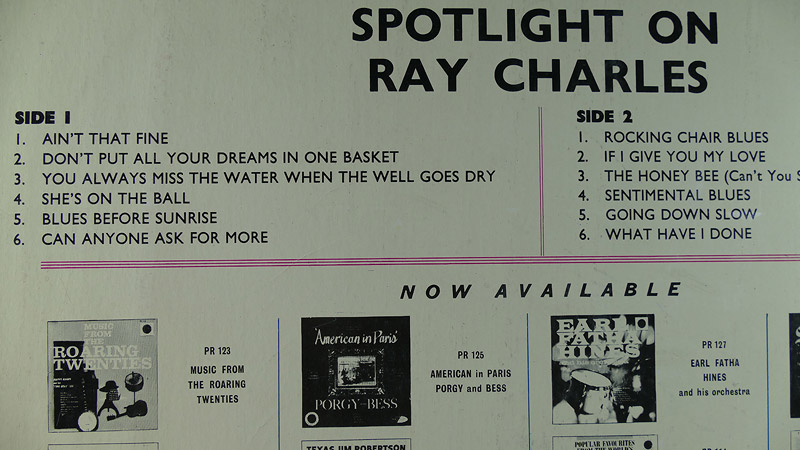 SPOTLIGHT ON
RAY CHARLES
SIDE 1
1. AIN'T THAT FINE
2. DON'T PUT ALL YOUR DREAMS IN ONE BASKET
3. YOU ALWAYS MISS THE WATER WHEN THE WELL GOES DRY
4. SHE'S ON THE BALL
5. BLUES BEFORE SUNRISE
6. CAN ANYONE ASK FOR MORE
SIDE 2
1. ROCKING CHAIR BLUES
2. IF I GIVE YOU MY LOVE
3. THE HONEY BEE (Can't You
4. SENTIMENTAL BLUES
5. GOING DOWN SLOW
6. WHAT HAVE I DONE
NOW AVAILABLE
MUSIC
FROM
THE
ROARING
TWENTIES
PR 123
MUSIC FROM
THE ROARING
TWENTIES
'American in Paris'
PORGY-BESS
PR 125
AMERICAN in PARIS
PORGY and BESS
EARL
FATHA
HINES
PR 127
EARL FATHA
HINES
and his orchestra
TEXAS JIM ROBERTSON
POPULAR FAVOURITES
FROM THE WORLD'S